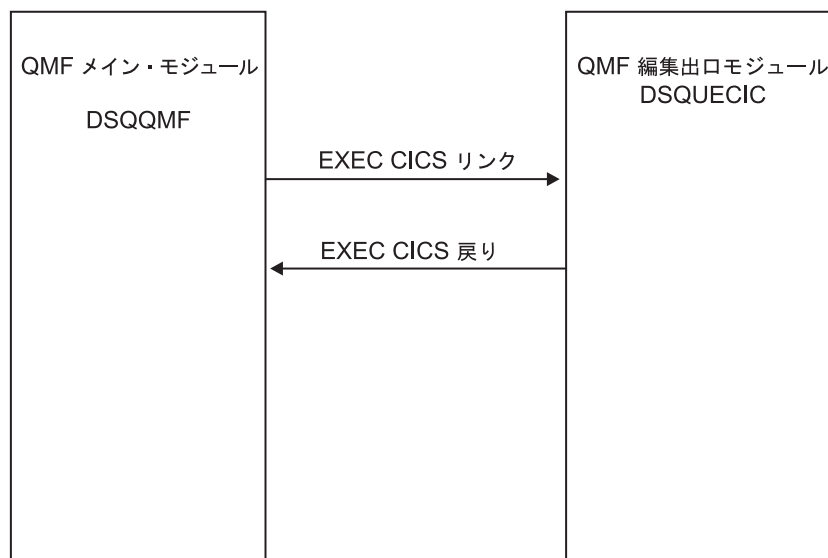 QMF メイン・モジュール
DSQQMF
QMF 編集出口モジュール
DSQUECIC
EXEC CICS リンク
EXEC CICS 戻り